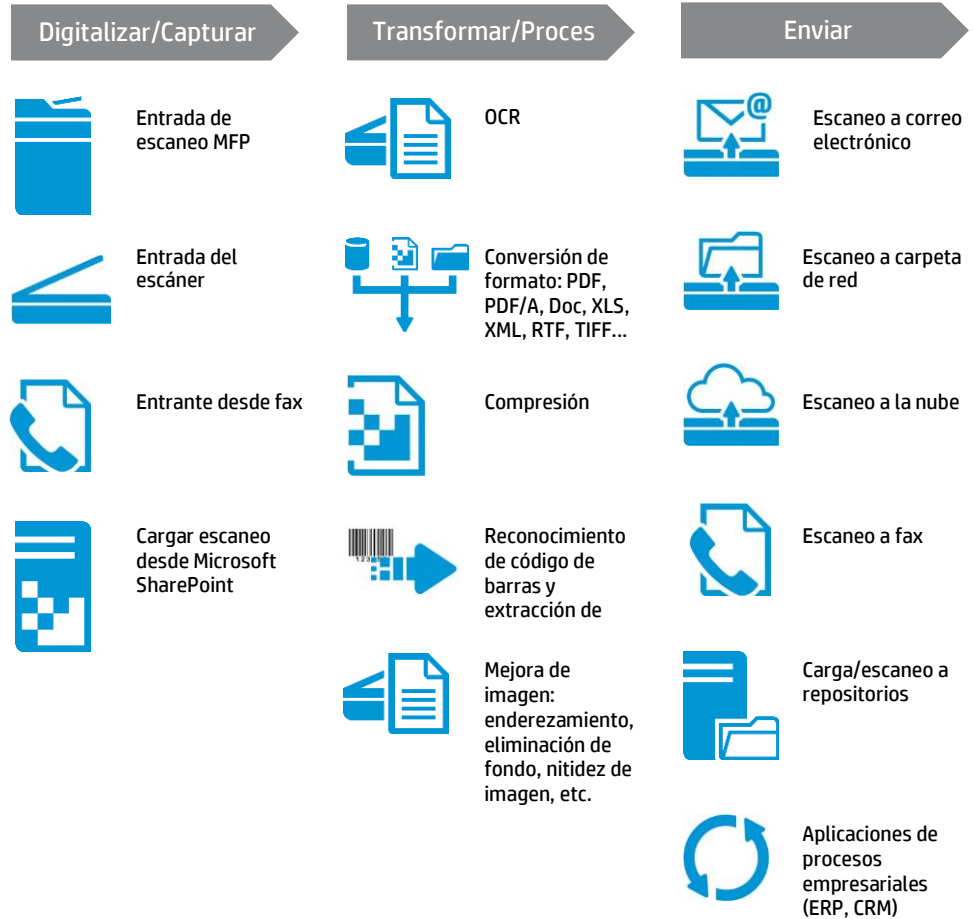 Digitalizar/Capturar
Transformar/Proces
Enviar
Entrada de
escaneo MFP
Entrada del
escáner
Entrante desde fax
Cargar escaneo
desde Microsoft
SharePoint
OCR
Conversión de
formato: PDF,
PDF/A, Doc, XLS,
XML, RTF, TIFF...
Compresión
Reconocimiento
de código de
barras y
extracción de
Mejora de
imagen:
enderezamiento,
eliminación de
fondo, nitidez de
imagen, etc.
@
Escaneo a correo
electrónico
Escaneo a carpeta
de red
Escaneo a la nube
Escaneo a fax
Carga/escaneo a
repositorios
Aplicaciones de
procesos
empresariales
(ERP, CRM)